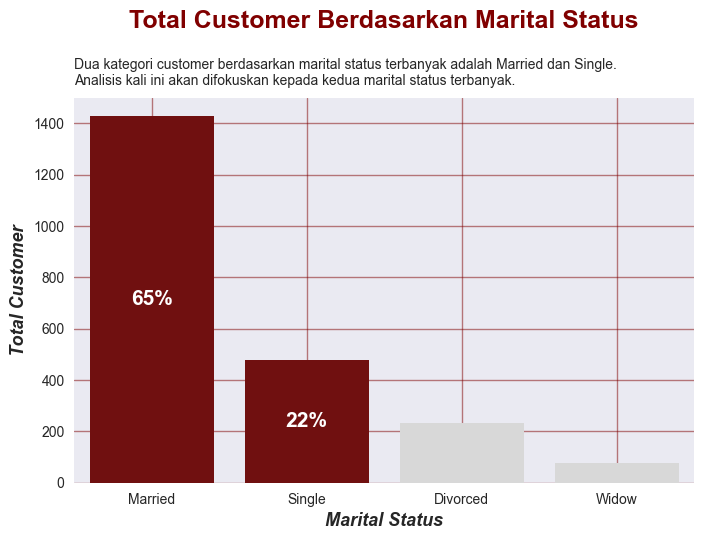 Total Customer Berdasarkan Marital Status
Dua kategori customer berdasarkan marital status terbanyak adalah Married dan Single.
Analisis kali ini akan difokuskan kepada kedua marital status terbanyak.
Total Customer
1400
1200
1000
800
600
400
200
0
65%
22%
Married
Single
Divorced
Widow
Marital Status